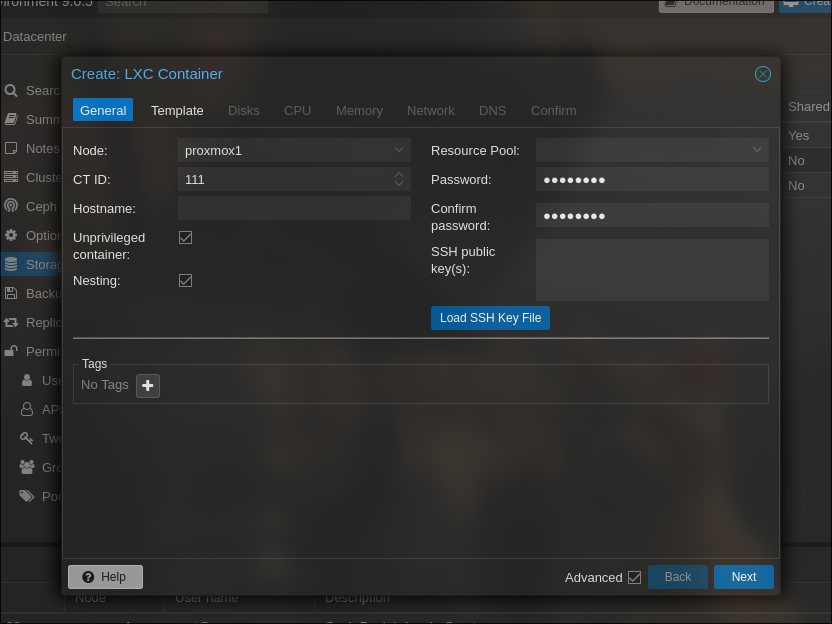 vironment 9.0.5 Search Documentation Crea
Datacenter
Create: LXC Container
Searc
General Template Disks CPU Memory Network DNS Confirm
Shared
Summ
Node: proxmox1 Resource Pool:
Yes
Notes
No
CT ID: 111 Password: ●●●●●●●●
Cluste
No
Hostname: Confirm password: ●●●●●●●●
Ceph
Unprivileged container:
Optio
SSH public key(s):
Storag
Nesting:
Backu
Load SSH Key File
Replic
Permi
Tags
No Tags
Use
API
Two
Gro
Poo
Help Advanced Back Next
Node User name Description